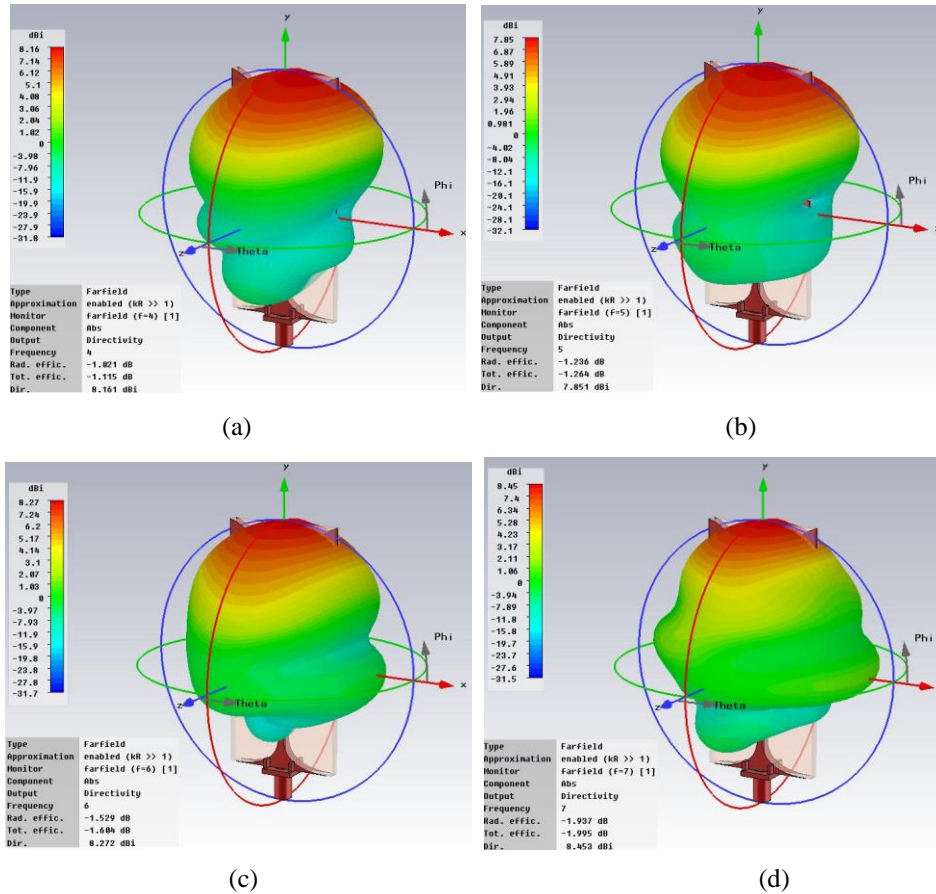 dBi
8.16
7.14
6.12
5.1
4.08
3.06
2.04
1.02
0
-3.98
-7.96
-11.9
-15.9
-19.9
-23.9
-27.9
-31.8
y
x
z
Phi
Theta
Type Farfield
Approximation enabled (kR >> 1)
Monitor farfield (f=4) [1]
Component Abs
Output Directivity
Frequency 4
Rad. effic. -1.021 dB
Tot. effic. -1.115 dB
Dir. 8.161 dBi
(a)
dBi
7.85
6.87
5.89
4.91
3.93
2.94
1.96
0.981
0
-4.02
-8.04
-12.1
-16.1
-20.1
-24.1
-28.1
-32.1
y
x
z
Phi
Theta
Type Farfield
Approximation enabled (kR >> 1)
Monitor farfield (f=5) [1]
Component Abs
Output Directivity
Frequency 5
Rad. effic. -1.236 dB
Tot. effic. -1.264 dB
Dir. 7.851 dBi
(b)
dBi
8.27
7.24
6.2
5.17
4.14
3.1
2.07
1.03
0
-3.97
-7.93
-11.9
-15.9
-19.8
-23.8
-27.8
-31.7
y
x
z
Phi
Theta
Type Farfield
Approximation enabled (kR >> 1)
Monitor farfield (f=6) [1]
Component Abs
Output Directivity
Frequency 6
Rad. effic. -1.529 dB
Tot. effic. -1.604 dB
Dir. 8.272 dBi
(c)
dBi
8.45
7.4
6.34
5.28
4.23
3.17
2.11
1.06
0
-3.94
-7.89
-11.8
-15.8
-19.7
-23.7
-27.6
-31.5
y
z
Phi
Theta
Type Farfield
Approximation enabled (kR >> 1)
Monitor farfield (f=7) [1]
Component Abs
Output Directivity
Frequency 7
Rad. effic. -1.937 dB
Tot. effic. -1.995 dB
Dir. 8.453 dBi
(d)